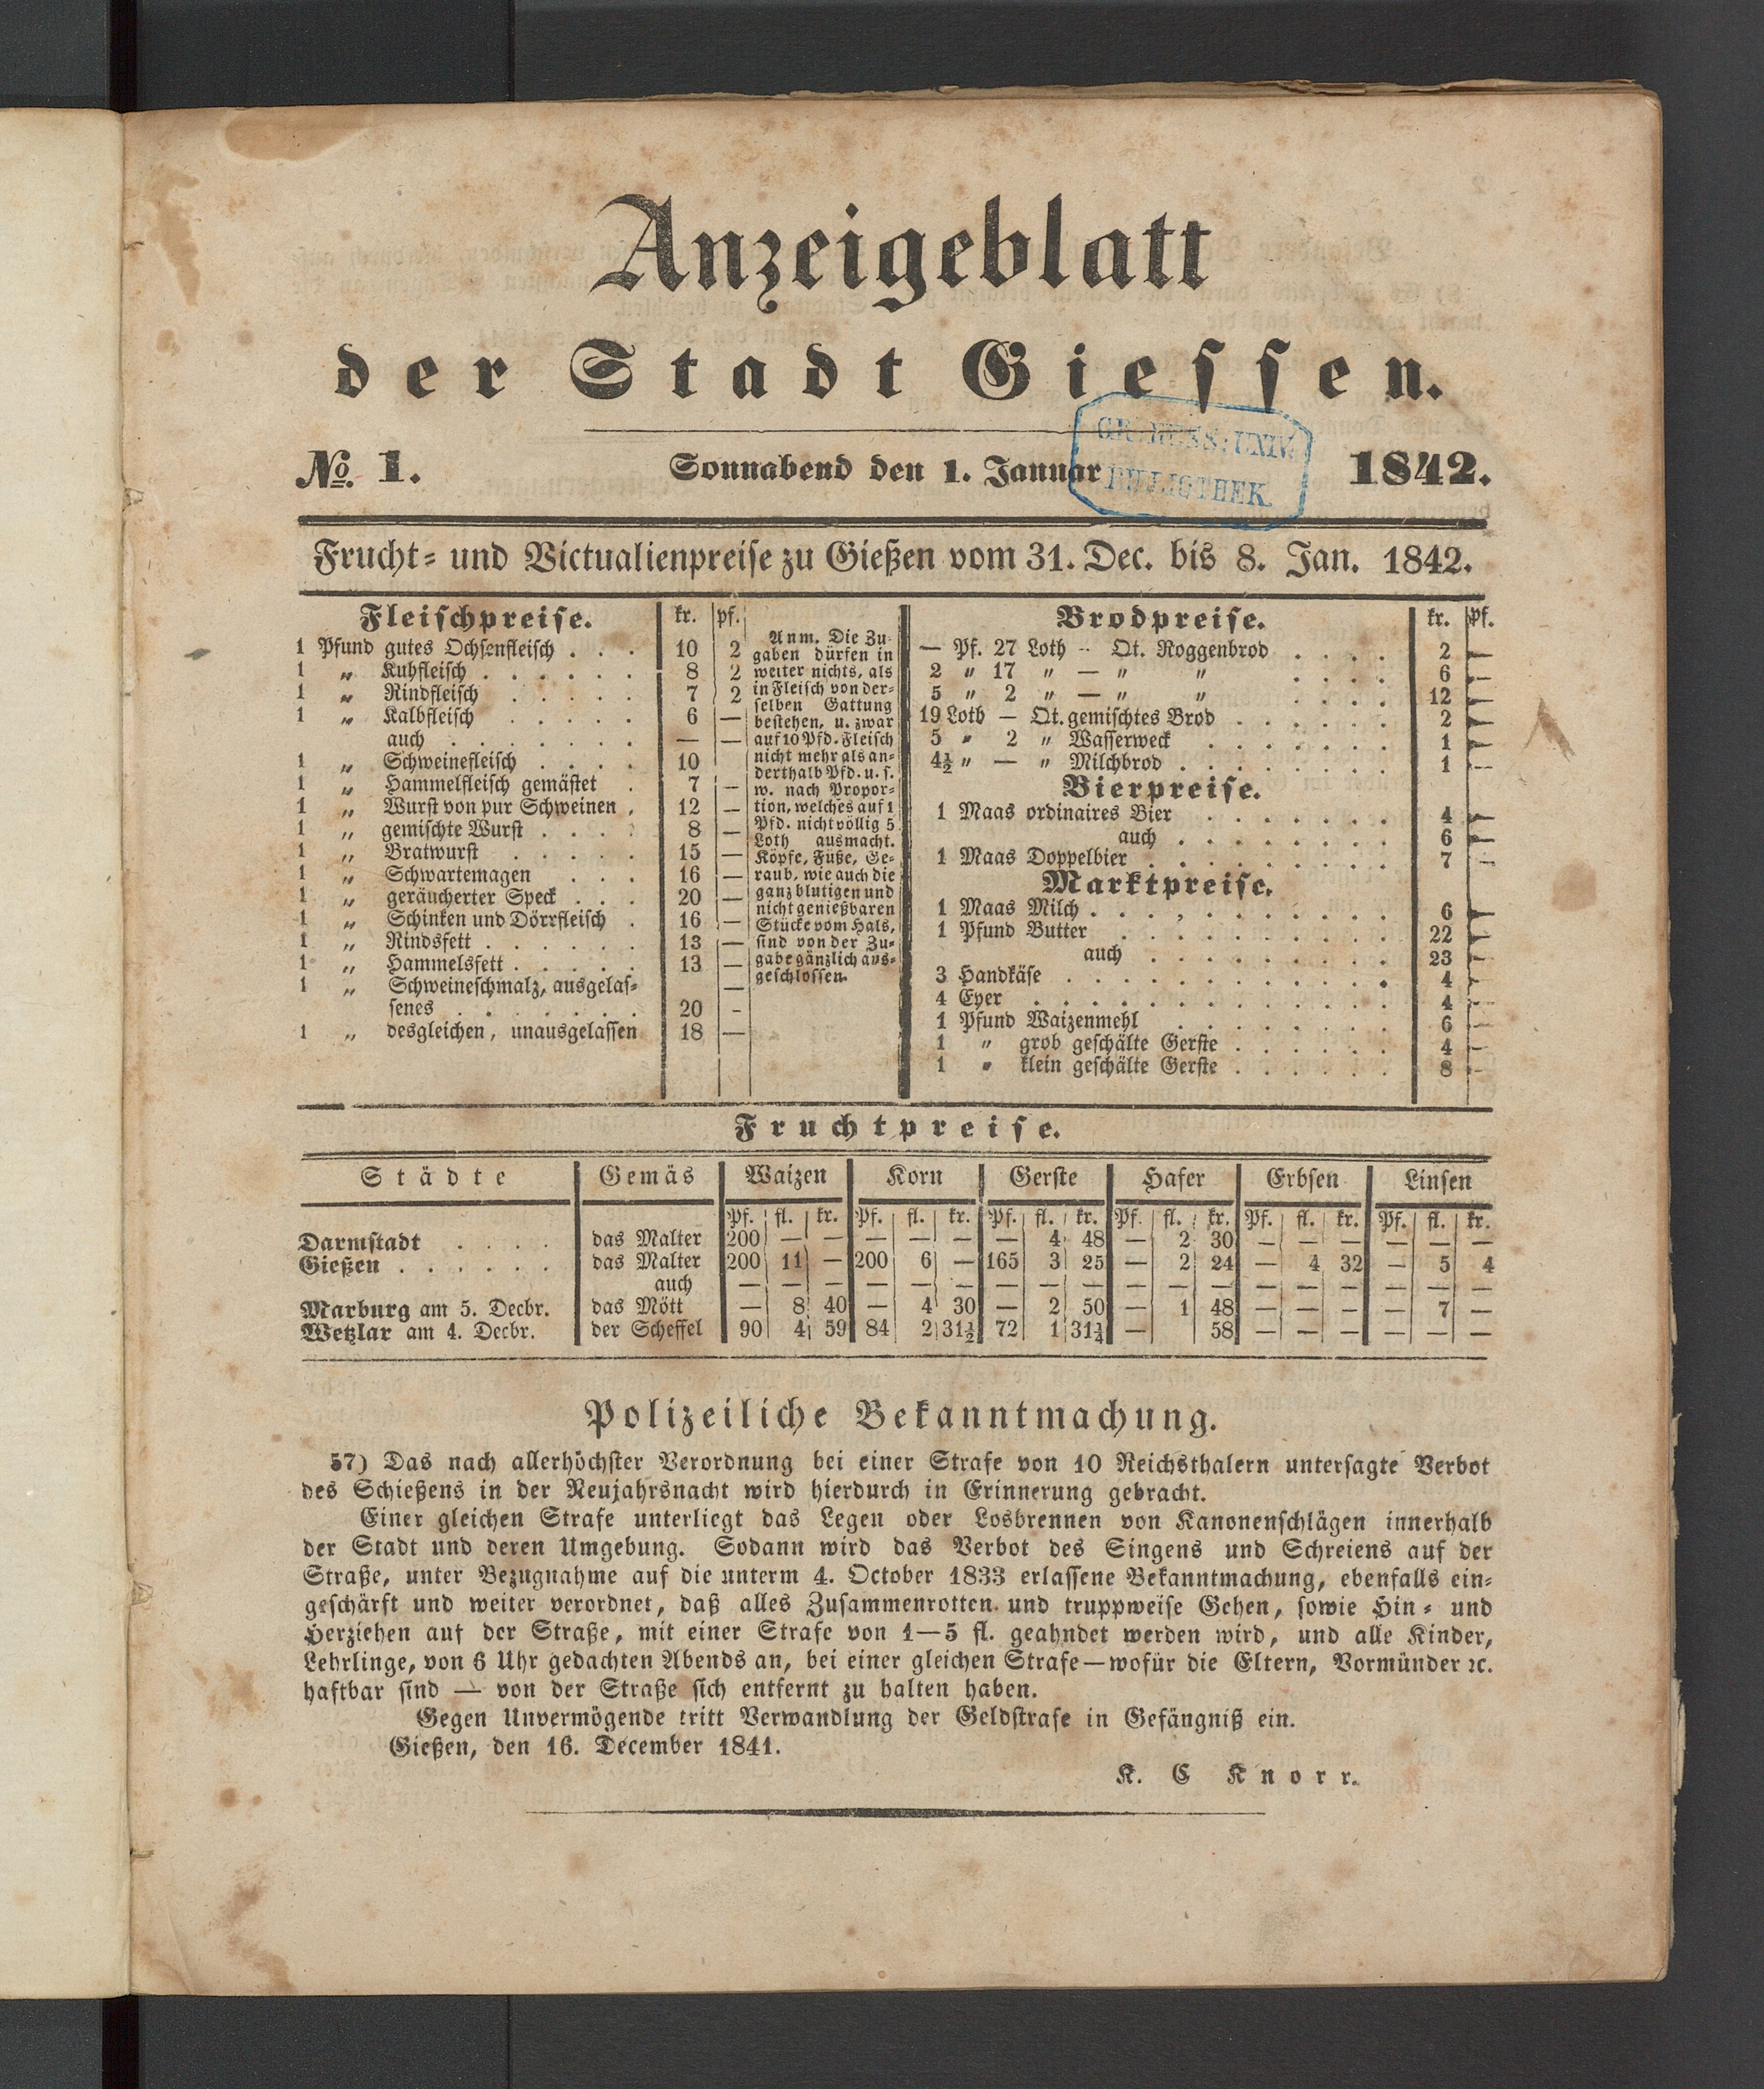 Anzeigeblatt
der Stadt Giessen.
No. 1. Sonnabend den 1. Januar 1842.
GR. HESS. UNIV.
BIBLIOTHEK
Frucht- und Victualienpreise zu Gießen vom 31. Dec. bis 8. Jan. 1842.
Fleischpreise. kr. pf.
1 Pfund gutes Ochsenfleisch . . . 10 2
1 „ Kuhfleisch . . . . . . 8 2
1 „ Rindfleisch . . . . . 7 2
1 „ Kalbfleisch . . . . . 6 —
auch . . . . . . . — —
1 „ Schweinefleisch . . . . 10
1 „ Hammelfleisch gemästet . 7 —
1 „ Wurst von pur Schweinen . 12 —
1 „ gemischte Wurst . . . . 8 —
1 „ Bratwurst . . . . . 15 —
1 „ Schwartemagen . . . 16 —
1 „ geräucherter Speck . . . 20 —
1 „ Schinken und Dörrfleisch . 16 —
1 „ Rindsfett . . . . . . 13 —
1 „ Hammelsfett . . . . . 13 —
1 „ Schweineschmalz, ausgelas- —
senes . . . . . . . 20 -
1 „ desgleichen, unausgelassen 18 —
Anm. Die Zu-
gaben dürfen in
weiter nichts, als
in Fleisch von der-
selben Gattung
bestehen, u. zwar
auf 10 Pfd. Fleisch
nicht mehr als an-
derthalb Pfd. u. s.
w. nach Propor-
tion, welches auf 1
Pfd. nicht völlig 5
Loth ausmacht.
Köpfe, Füße, Ge-
raub, wie auch die
ganz blutigen und
nicht genießbaren
Stücke vom Hals,
sind von der Zu-
gabe gänzlich aus-
geschlossen.
Brodpreise. kr. pf.
— Pf. 27 Loth — Qt. Roggenbrod . . . . 2 —
2 „ 17 „ — „ „ . . . . 6 —
5 „ 2 „ — „ „ . . . . 12 —
19 Loth — Qt. gemischtes Brod . . . . . . 2 —
5 „ 2 „ Wasserweck . . . . . . . 1 —
4½ „ — „ Milchbrod . . . . . . . . 1 —
Bierpreise.
1 Maas ordinaires Bier . . . . . . . 4 —
auch . . . . . . . . 6 —
1 Maas Doppelbier . . . . . . . . . 7 —
Marktpreise.
1 Maas Milch . . . . . . . . . . . 6 —
1 Pfund Butter . . . . . . . . . . 22 —
auch . . . . . . . . . 23 —
3 Handkäse . . . . . . . . . . . . 4 —
4 Eyer . . . . . . . . . . . . . 4 —
1 Pfund Waizenmehl . . . . . . . . 6 —
1 „ grob geschälte Gerste . . . . . . 4 —
1 „ klein geschälte Gerste . . . . . . 8 —
Fruchtpreise.
Städte Gemäs Waizen Korn Gerste Hafer Erbsen Linsen
Pf. fl. kr. Pf. fl. kr. Pf. fl. kr. Pf. fl. kr. Pf. fl. kr. Pf. fl. kr.
Darmstadt . . . . das Malter 200 — — — — — — 4 48 — 2 30 — — — — — —
Gießen . . . . . . das Malter 200 11 — 200 6 — 165 3 25 — 2 24 — 4 32 — 5 4
auch — — — — — — — — — — — — — — — — — —
Marburg am 5. Decbr. das Mött — 8 40 — 4 30 — 2 50 — 1 48 — — — — 7 —
Wetzlar am 4. Decbr. der Scheffel 90 4 59 84 2 31½ 72 1 31¼ — 58 — — — — — —
Polizeiliche Bekanntmachung.
57) Das nach allerhöchster Verordnung bei einer Strafe von 10 Reichsthalern untersagte Verbot
des Schießens in der Neujahrsnacht wird hierdurch in Erinnerung gebracht.
Einer gleichen Strafe unterliegt das Legen oder Losbrennen von Kanonenschlägen innerhalb
der Stadt und deren Umgebung. Sodann wird das Verbot des Singens und Schreiens auf der
Straße, unter Bezugnahme auf die unterm 4. October 1833 erlassene Bekanntmachung, ebenfalls ein-
geschärft und weiter verordnet, daß alles Zusammenrotten und truppweise Gehen, sowie Hin- und
Herziehen auf der Straße, mit einer Strafe von 1—5 fl. geahndet werden wird, und alle Kinder,
Lehrlinge, von 6 Uhr gedachten Abends an, bei einer gleichen Strafe — wofür die Eltern, Vormünder ꝛc.
haftbar sind — von der Straße sich entfernt zu halten haben.
Gegen Unvermögende tritt Verwandlung der Geldstrafe in Gefängniß ein.
Gießen, den 16. December 1841.
K. C Knorr.